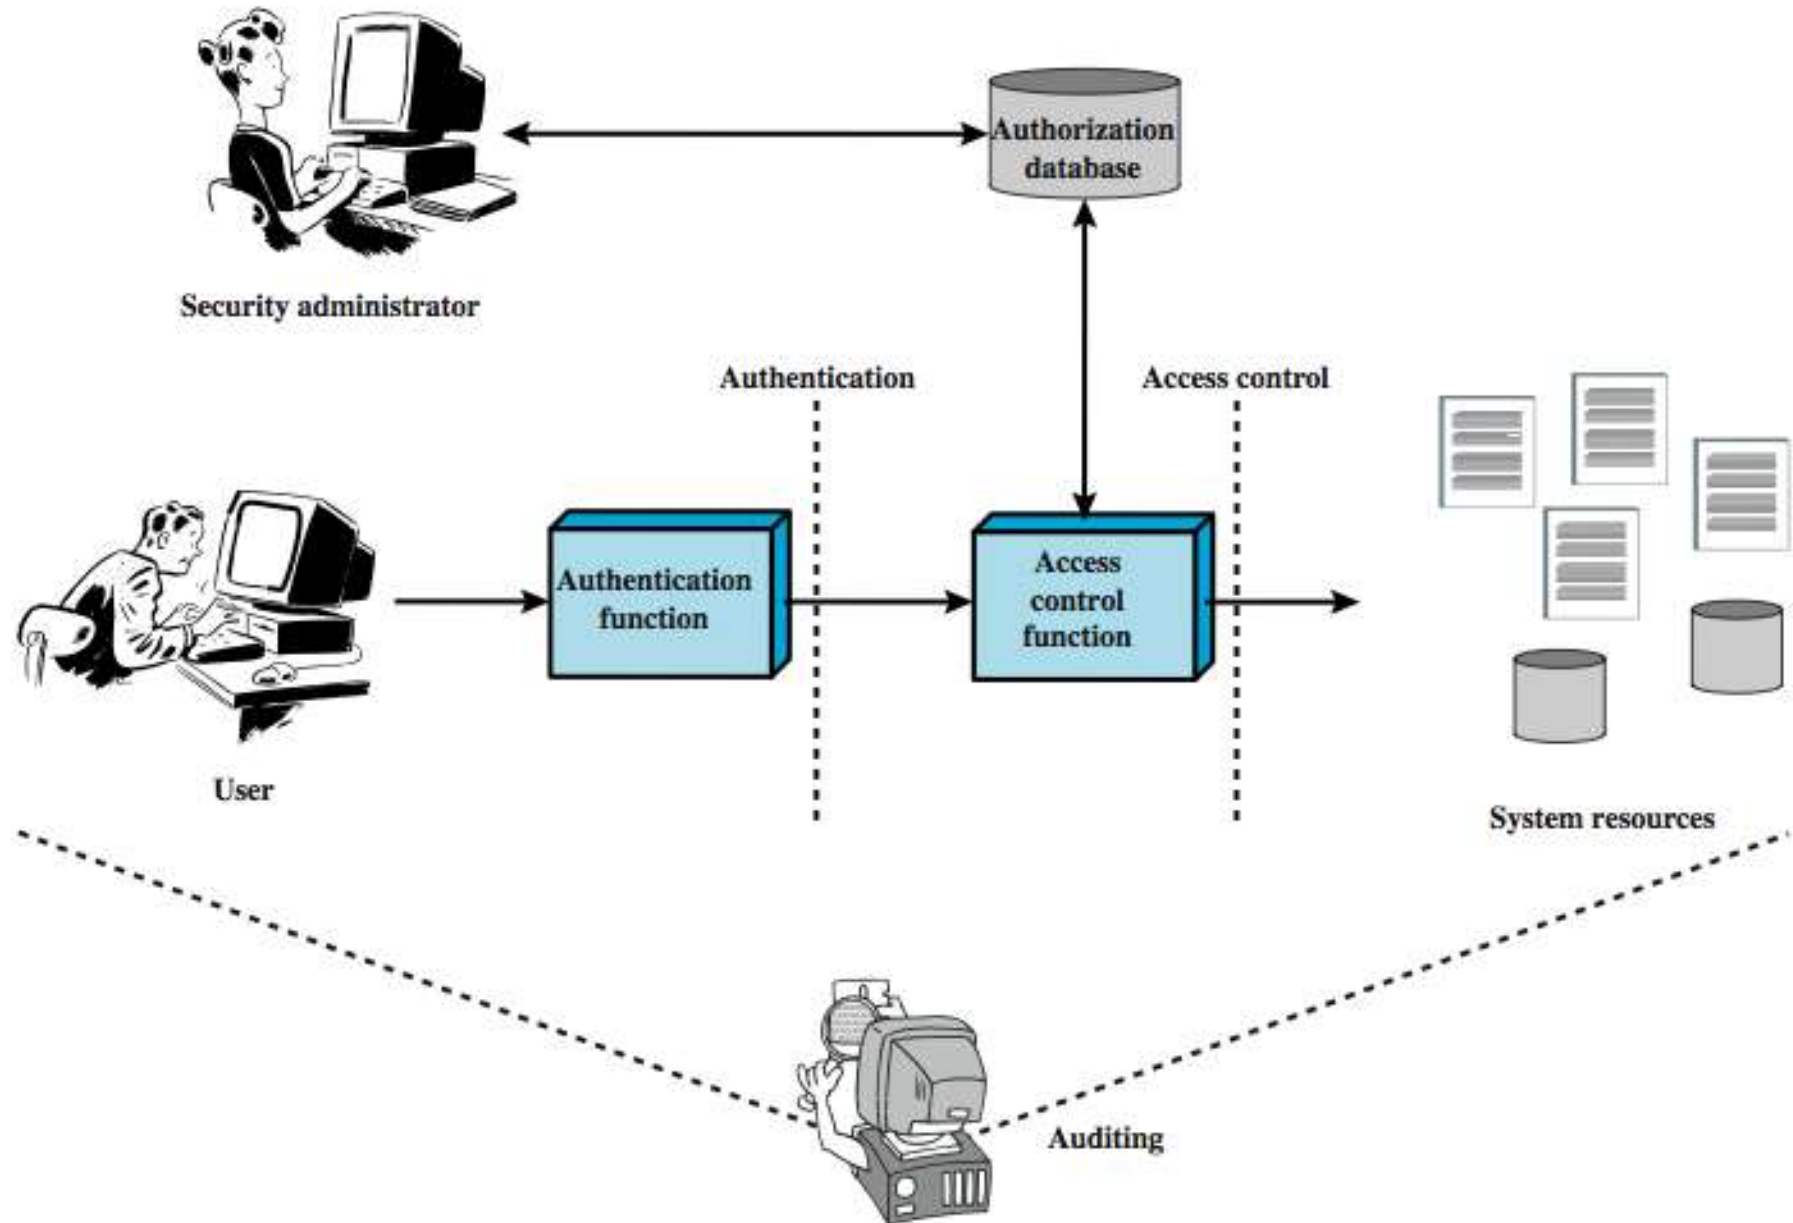 Authorization
database
Security administrator
Authentication
Access control
Authentication
function
Access
control
function
User
System resources
Auditing